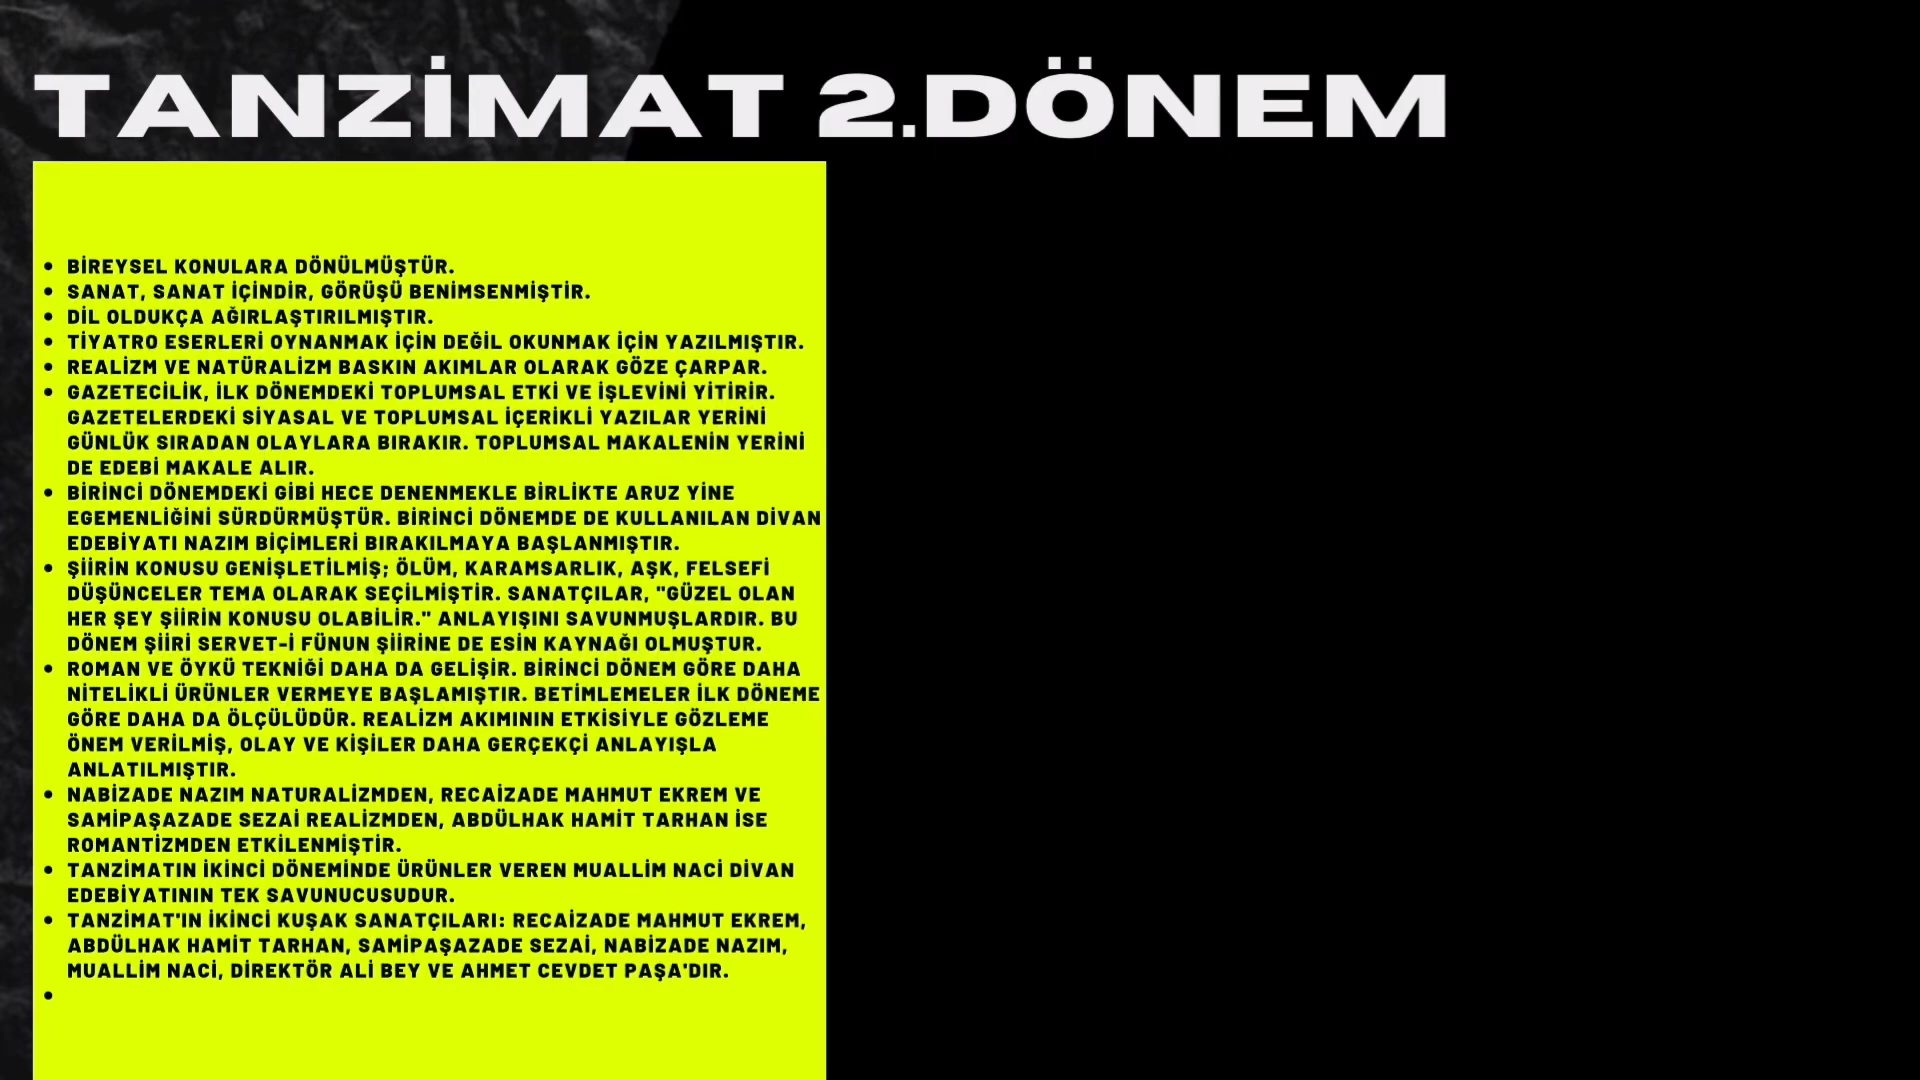 TANZİMAT 2.DÖNEM
• BİREYSEL KONULARA DÖNÜLMÜŞTÜR.
• SANAT, SANAT İÇİNDİR, GÖRÜŞÜ BENİMSENMİŞTİR.
• DİL OLDUKÇA AĞIRLAŞTIRILMIŞTIR.
• TİYATRO ESERLERİ OYNANMAK İÇİN DEĞİL OKUNMAK İÇİN YAZILMIŞTIR.
• REALİZM VE NATÜRALİZM BASKIN AKIMLAR OLARAK GÖZE ÇARPAR.
• GAZETECİLİK, İLK DÖNEMDEKİ TOPLUMSAL ETKİ VE İŞLEVİNİ YİTİRİR.
GAZETELERDEKİ SİYASAL VE TOPLUMSAL İÇERİKLİ YAZILAR YERİNİ
GÜNLÜK SIRADAN OLAYLARA BIRAKIR. TOPLUMSAL MAKALENİN YERİNİ
DE EDEBİ MAKALE ALIR.
• BİRİNCİ DÖNEMDEKİ GİBİ HECE DENENMEKLE BİRLİKTE ARUZ YİNE
EGEMENLİĞİNİ SÜRDÜRMÜŞTÜR. BİRİNCİ DÖNEMDE DE KULLANILAN DİVAN
EDEBİYATI NAZIM BİÇİMLERİ BIRAKILMAYA BAŞLANMIŞTIR.
• ŞİİRİN KONUSU GENİŞLETİLMİŞ; ÖLÜM, KARAMSARLIK, AŞK, FELSEFİ
DÜŞÜNCELER TEMA OLARAK SEÇİLMİŞTİR. SANATÇILAR, "GÜZEL OLAN
HER ŞEY ŞİİRİN KONUSU OLABİLİR." ANLAYIŞINI SAVUNMUŞLARDIR. BU
DÖNEM ŞİİRİ SERVET-İ FÜNUN ŞİİRİNE DE ESİN KAYNAĞI OLMUŞTUR.
• ROMAN VE ÖYKÜ TEKNİĞİ DAHA DA GELİŞİR. BİRİNCİ DÖNEM GÖRE DAHA
NİTELİKLİ ÜRÜNLER VERMEYE BAŞLAMIŞTIR. BETİMLEMELER İLK DÖNEME
GÖRE DAHA DA ÖLÇÜLÜDÜR. REALİZM AKIMININ ETKİSİYLE GÖZLEME
ÖNEM VERİLMİŞ, OLAY VE KİŞİLER DAHA GERÇEKÇİ ANLAYIŞLA
ANLATILMIŞTIR.
• NABİZADE NAZIM NATURALİZMDEN, RECAİZADE MAHMUT EKREM VE
SAMİPAŞAZADE SEZAİ REALİZMDEN, ABDÜLHAK HAMİT TARHAN İSE
ROMANTİZMDEN ETKİLENMİŞTİR.
• TANZİMATIN İKİNCİ DÖNEMİNDE ÜRÜNLER VEREN MUALLİM NACİ DİVAN
EDEBİYATININ TEK SAVUNUCUSUDUR.
• TANZİMAT'IN İKİNCİ KUŞAK SANATÇILARI: RECAİZADE MAHMUT EKREM,
ABDÜLHAK HAMİT TARHAN, SAMİPAŞAZADE SEZAİ, NABİZADE NAZIM,
MUALLİM NACİ, DİREKTÖR ALİ BEY VE AHMET CEVDET PAŞA'DIR.
•